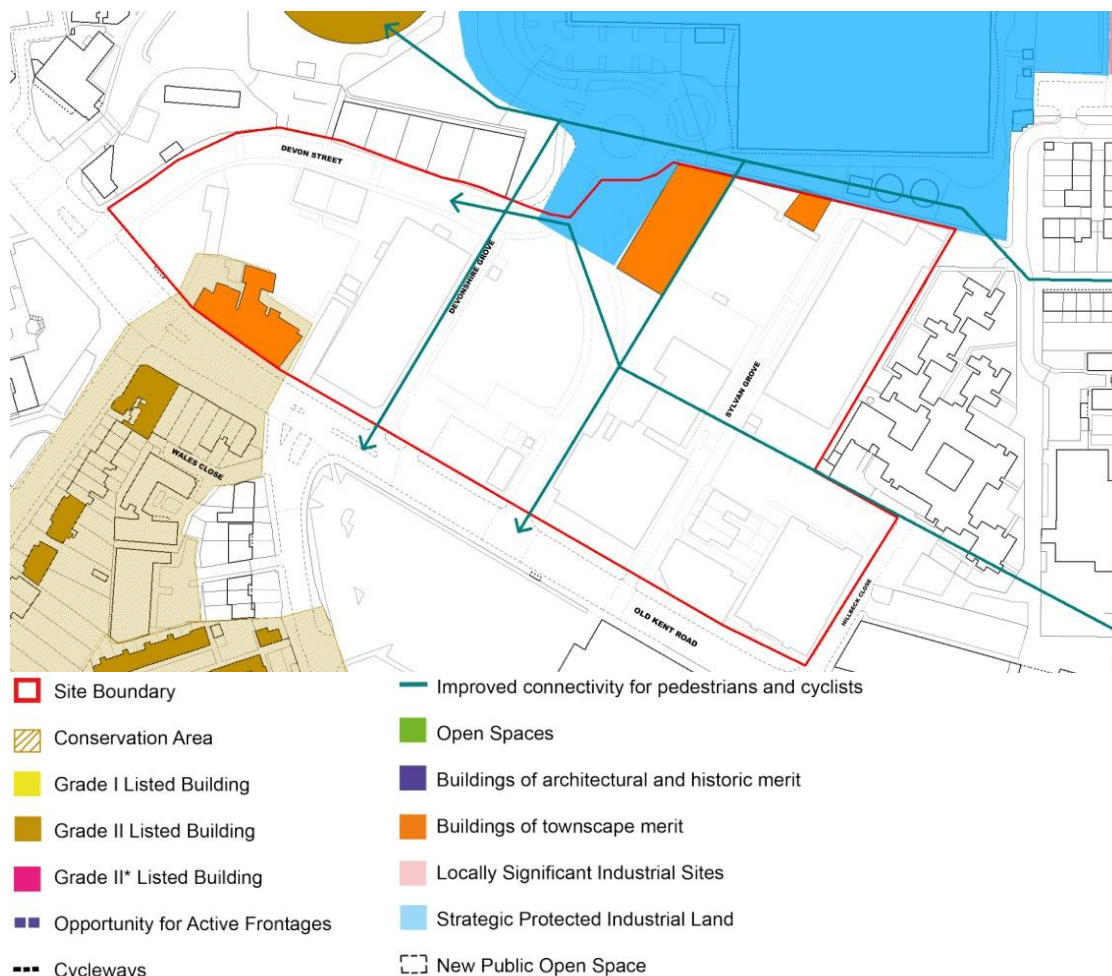 DEVON STREET
DEVONSHIRE GROVE
SYLVAN GROVE
WALES CLOSE
OLD KENT ROAD
HILLBECK CLOSE
Site Boundary
Conservation Area
Grade I Listed Building
Grade II Listed Building
Grade II* Listed Building
Opportunity for Active Frontages
Cycleways
Improved connectivity for pedestrians and cyclists
Open Spaces
Buildings of architectural and historic merit
Buildings of townscape merit
Locally Significant Industrial Sites
Strategic Protected Industrial Land
New Public Open Space